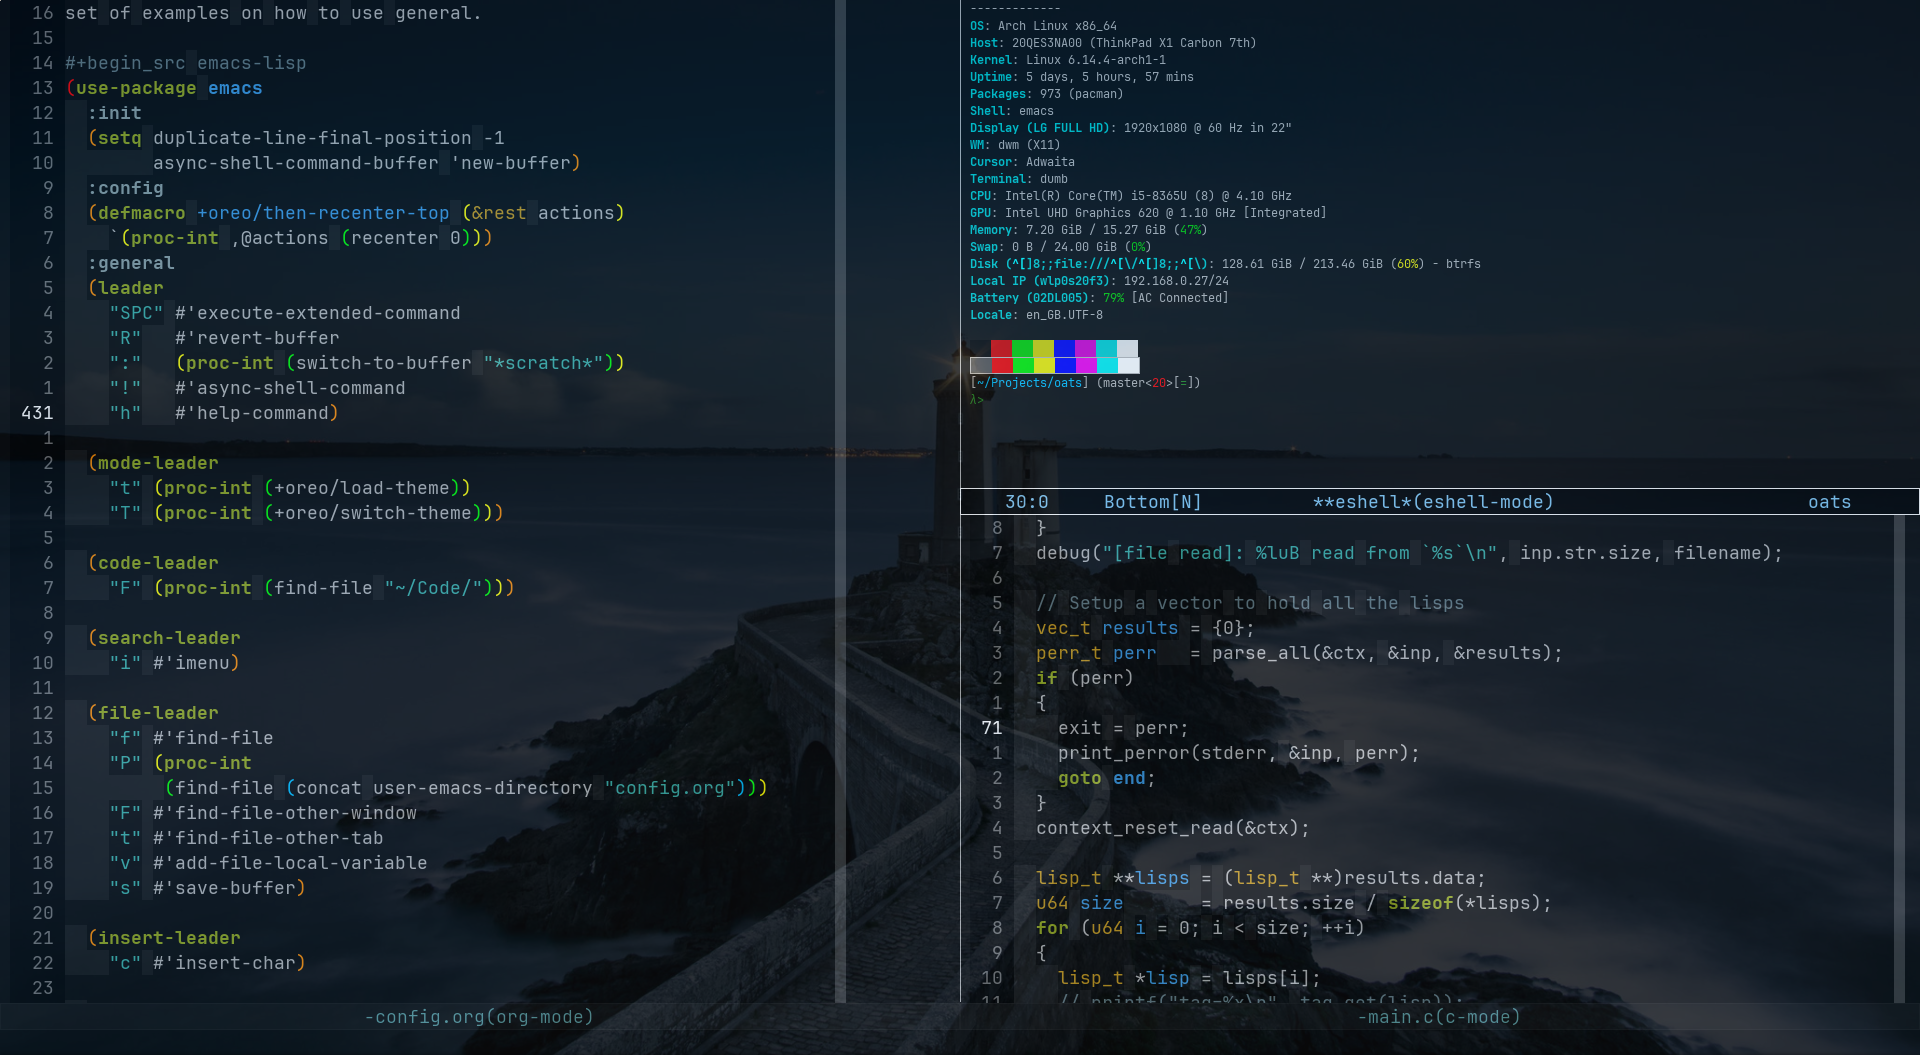 16 set of examples on how to use general.
15
14 #+begin_src emacs-lisp
13 (use-package emacs
12   :init
11   (setq duplicate-line-final-position -1
10         async-shell-command-buffer 'new-buffer)
9   :config
8   (defmacro +oreo/then-recenter-top (&rest actions)
7     `(proc-int ,@actions (recenter 0)))
6   :general
5   (leader
4     "SPC" #'execute-extended-command
3     "R"   #'revert-buffer
2     ":"   (proc-int (switch-to-buffer "*scratch*"))
1     "!"   #'async-shell-command
431     "h"   #'help-command)
1
2   (mode-leader
3     "t" (proc-int (+oreo/load-theme))
4     "T" (proc-int (+oreo/switch-theme)))
5
6   (code-leader
7     "F" (proc-int (find-file "~/Code/")))
8
9   (search-leader
10     "i" #'imenu)
11
12   (file-leader
13     "f" #'find-file
14     "P" (proc-int
15          (find-file (concat user-emacs-directory "config.org")))
16     "F" #'find-file-other-window
17     "t" #'find-file-other-tab
18     "v" #'add-file-local-variable
19     "s" #'save-buffer)
20
21   (insert-leader
22     "c" #'insert-char)
23
-config.org(org-mode)
-------------
OS: Arch Linux x86_64
Host: 20QES3NA00 (ThinkPad X1 Carbon 7th)
Kernel: Linux 6.14.4-arch1-1
Uptime: 5 days, 5 hours, 57 mins
Packages: 973 (pacman)
Shell: emacs
Display (LG FULL HD): 1920x1080 @ 60 Hz in 22"
WM: dwm (X11)
Cursor: Adwaita
Terminal: dumb
CPU: Intel(R) Core(TM) i5-8365U (8) @ 4.10 GHz
GPU: Intel UHD Graphics 620 @ 1.10 GHz [Integrated]
Memory: 7.20 GiB / 15.27 GiB (47%)
Swap: 0 B / 24.00 GiB (0%)
Disk (^[]8;;file:///^[\/^[]8;;^[\): 128.61 GiB / 213.46 GiB (60%) - btrfs
Local IP (wlp0s20f3): 192.168.0.27/24
Battery (02DL005): 79% [AC Connected]
Locale: en_GB.UTF-8
[~/Projects/oats] (master<20>[=])
λ>
30:0 Bottom[N] **eshell*(eshell-mode) oats
8   }
7   debug("[file read]: %luB read from `%s`\n", inp.str.size, filename);
6
5   // Setup a vector to hold all the lisps
4   vec_t results = {0};
3   perr_t perr   = parse_all(&ctx, &inp, &results);
2   if (perr)
1   {
71     exit = perr;
1     print_perror(stderr, &inp, perr);
2     goto end;
3   }
4   context_reset_read(&ctx);
5
6   lisp_t **lisps = (lisp_t **)results.data;
7   u64 size       = results.size / sizeof(*lisps);
8   for (u64 i = 0; i < size; ++i)
9   {
10     lisp_t *lisp = lisps[i];
11     // printf("tag=%x\n", tag_get(lisp));
-main.c(c-mode)